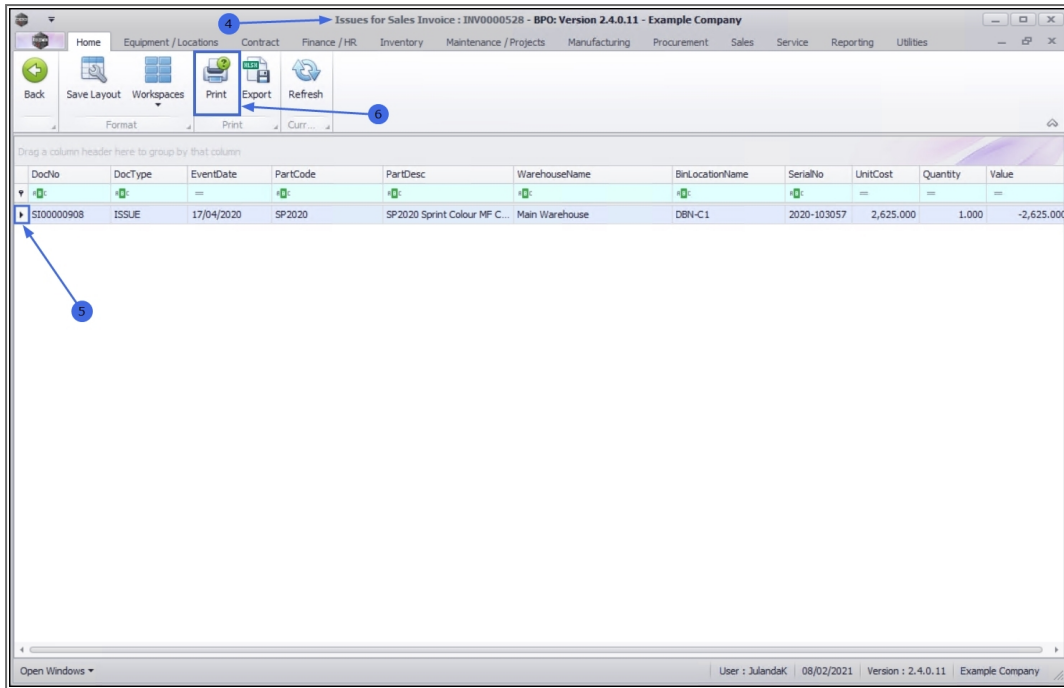 Issues for Sales Invoice : INV0000528 - BPO: Version 2.4.0.11 - Example Company
4
Home Equipment / Locations Contract Finance / HR Inventory Maintenance / Projects Manufacturing Procurement Sales Service Reporting Utilities
Back Save Layout Workspaces Print Export Refresh
6
Format Print Curr...
Drag a column header here to group by that column
DocNo DocType EventDate PartCode PartDesc WarehouseName BinLocationName SerialNo UnitCost Quantity Value
SI00000908 ISSUE 17/04/2020 SP2020 SP2020 Sprint Colour MF C... Main Warehouse DBN-C1 2020-103057 2,625.000 1.000 -2,625.000
5
Open Windows User : JulandaK 08/02/2021 Version : 2.4.0.11 Example Company